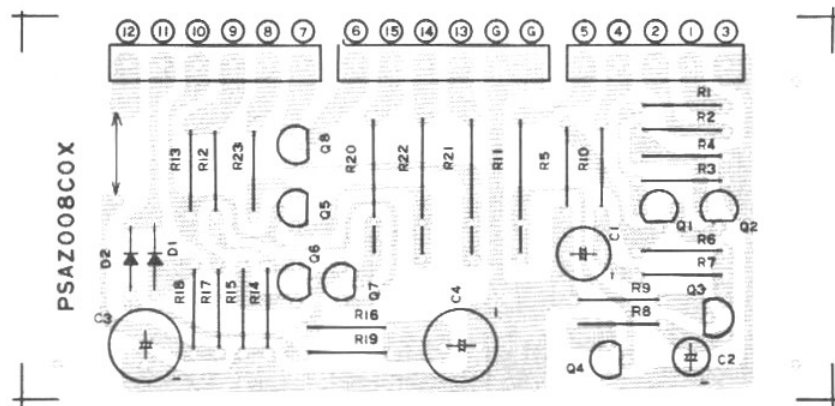 12 11 10 9 8 7 6 15 14 13 G G 5 4 2 1 3
R1
R2
R4
R3
R13 R12 R23 Q8 R20 R22 R21 R11 R5 R10
Q5
Q1 Q2
PSAZ008C0X
D2 D1
C1
R6
R7
Q6
Q7
R18 R17 R15 R14
C4
R9
R8
Q3
C3
R16
R19
Q4
C2